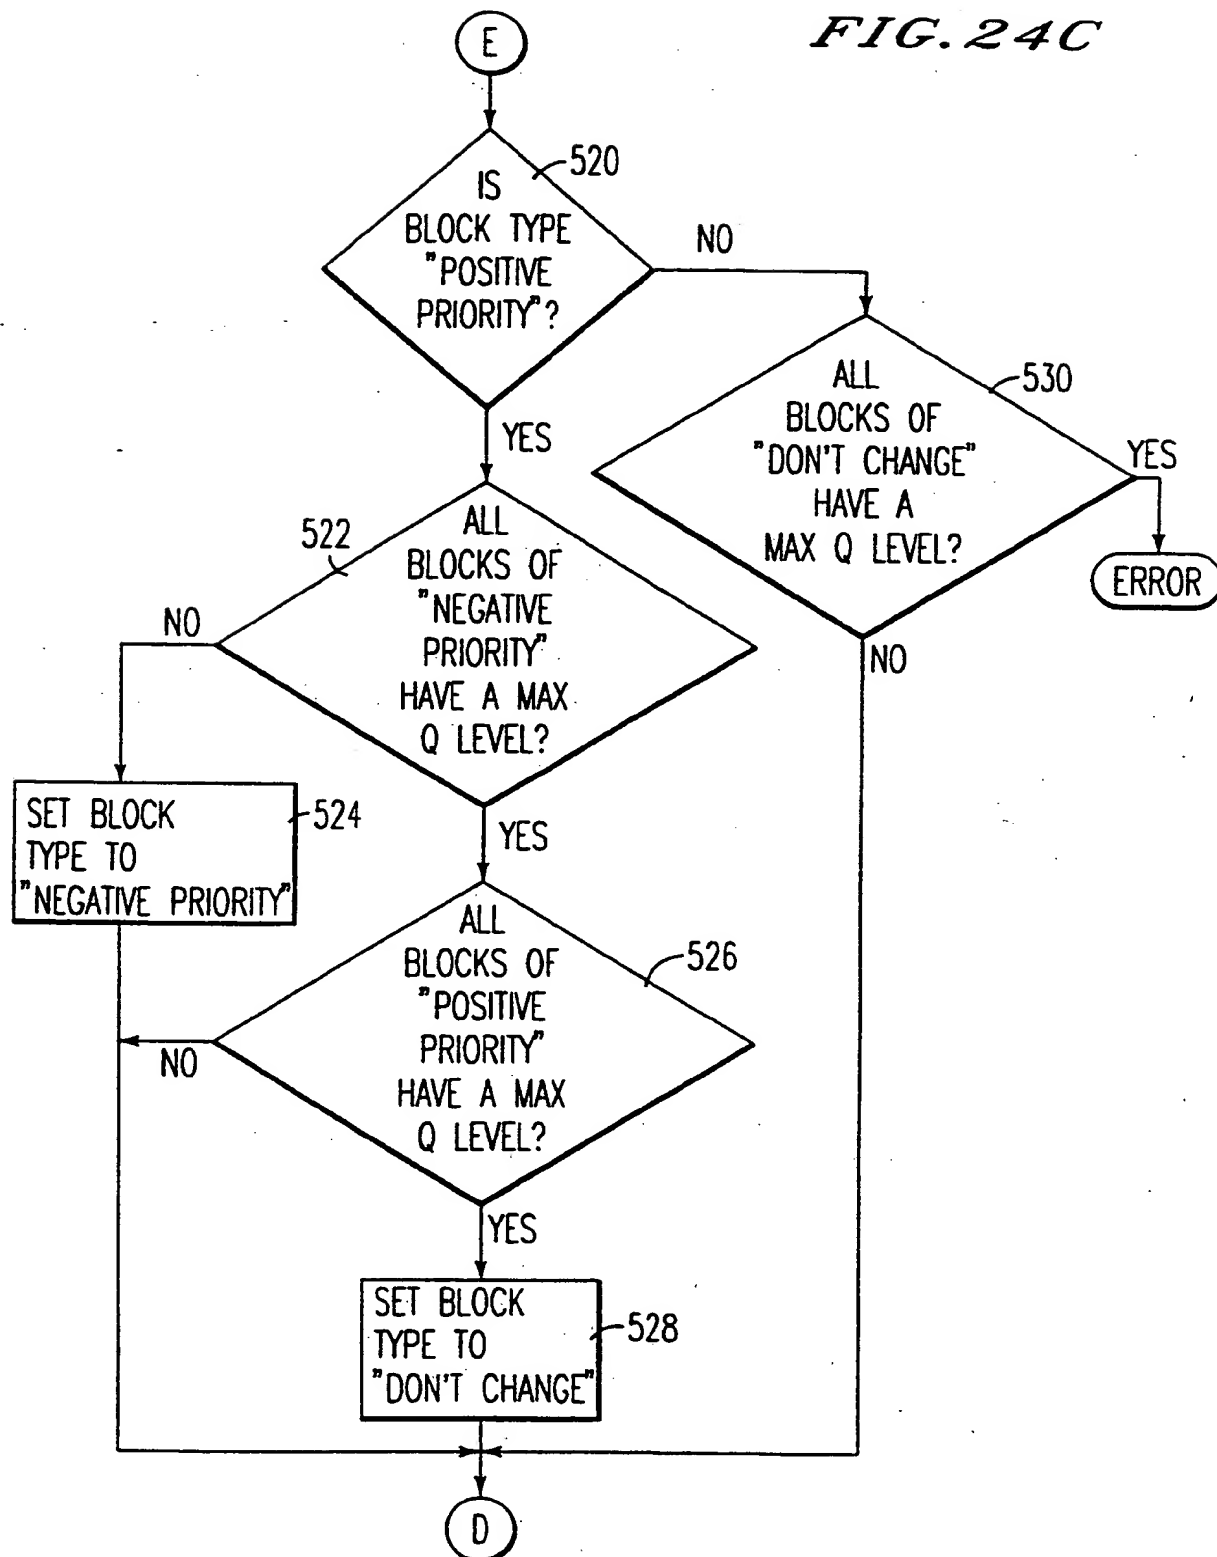 FIG. 24C
E
520
IS
BLOCK TYPE
"POSITIVE
PRIORITY"?
NO
YES
530
ALL
BLOCKS OF
"DON'T CHANGE"
HAVE A
MAX Q LEVEL?
YES
ERROR
NO
522
ALL
BLOCKS OF
"NEGATIVE
PRIORITY"
HAVE A MAX
Q LEVEL?
NO
YES
524
SET BLOCK
TYPE TO
"NEGATIVE PRIORITY"
526
ALL
BLOCKS OF
"POSITIVE
PRIORITY"
HAVE A MAX
Q LEVEL?
NO
YES
528
SET BLOCK
TYPE TO
"DON'T CHANGE"
D